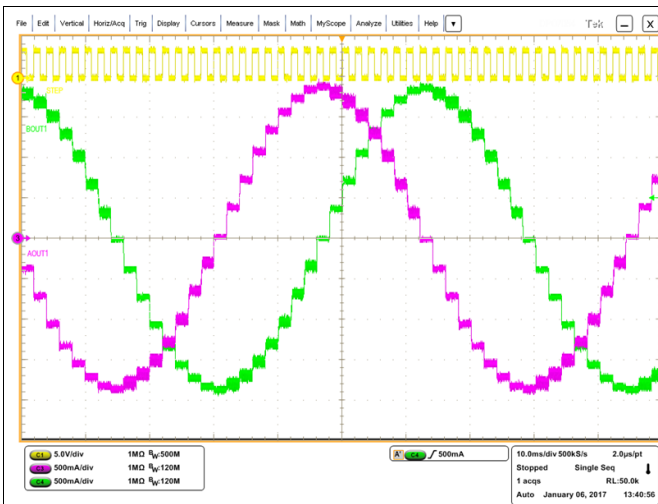 File Edit Vertical Horiz/Acq Trig Display Cursors Measure Mask Math MyScope Analyze Utilities Help Tek X
1
STEP
BOUT1
3
AOUT1
C1 5.0V/div 1MΩ BW:500M
C3 500mA/div 1MΩ BW:120M
C4 500mA/div 1MΩ BW:120M
A' C4 500mA
10.0ms/div 500kS/s 2.0µs/pt
Stopped Single Seq
1 acqs RL:50.0k
Auto January 06, 2017 13:40:56